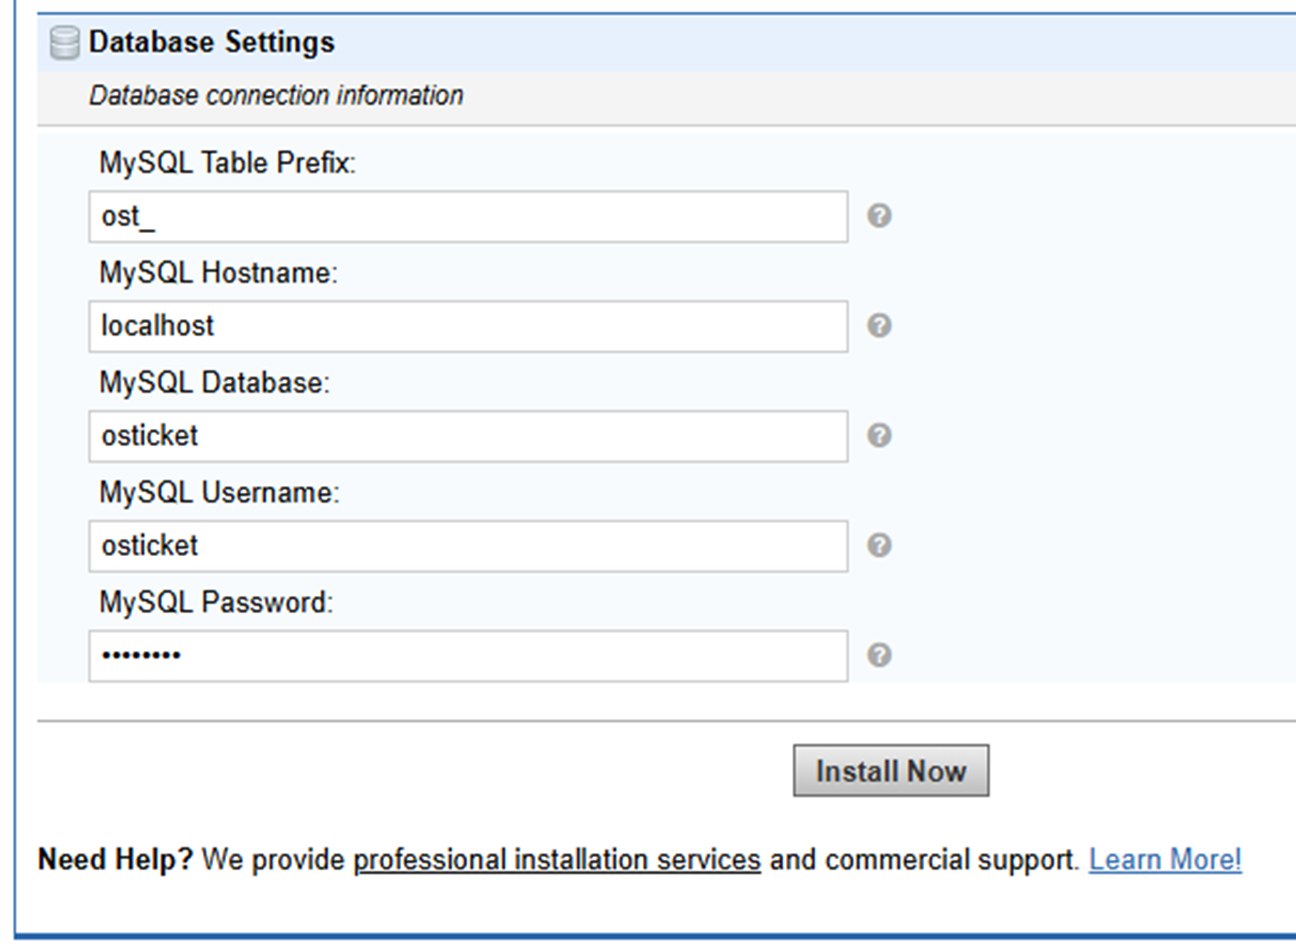 Database Settings
Database connection information
MySQL Table Prefix:
ost_
MySQL Hostname:
localhost
MySQL Database:
osticket
MySQL Username:
osticket
MySQL Password:
••••••••
Install Now
Need Help? We provide professional installation services and commercial support. Learn More!